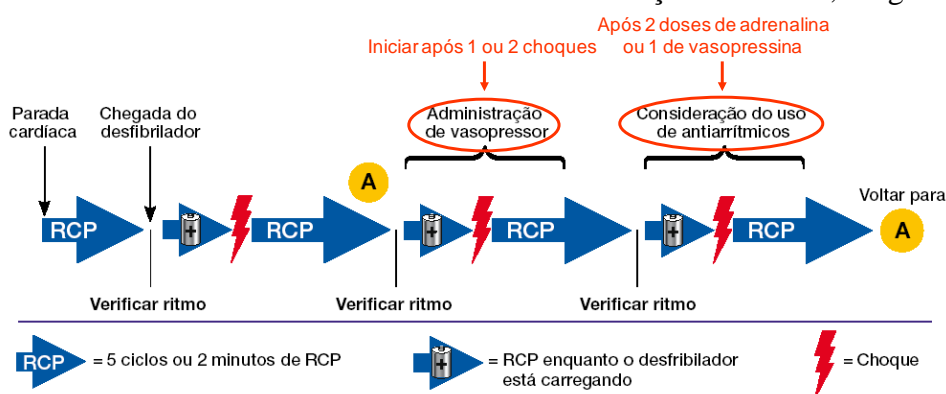 Após 2 doses de adrenalina
ou 1 de vasopressina
Iniciar após 1 ou 2 choques
Parada
cardíaca
Chegada do
desfibrilador
Administração
de vasopressor
Consideração do uso
de antiarrítmicos
A
Voltar para
RCP
RCP
RCP
RCP
A
Verificar ritmo
Verificar ritmo
Verificar ritmo
RCP
= 5 ciclos ou 2 minutos de RCP
= RCP enquanto o desfribilador
está carregando
= Choque